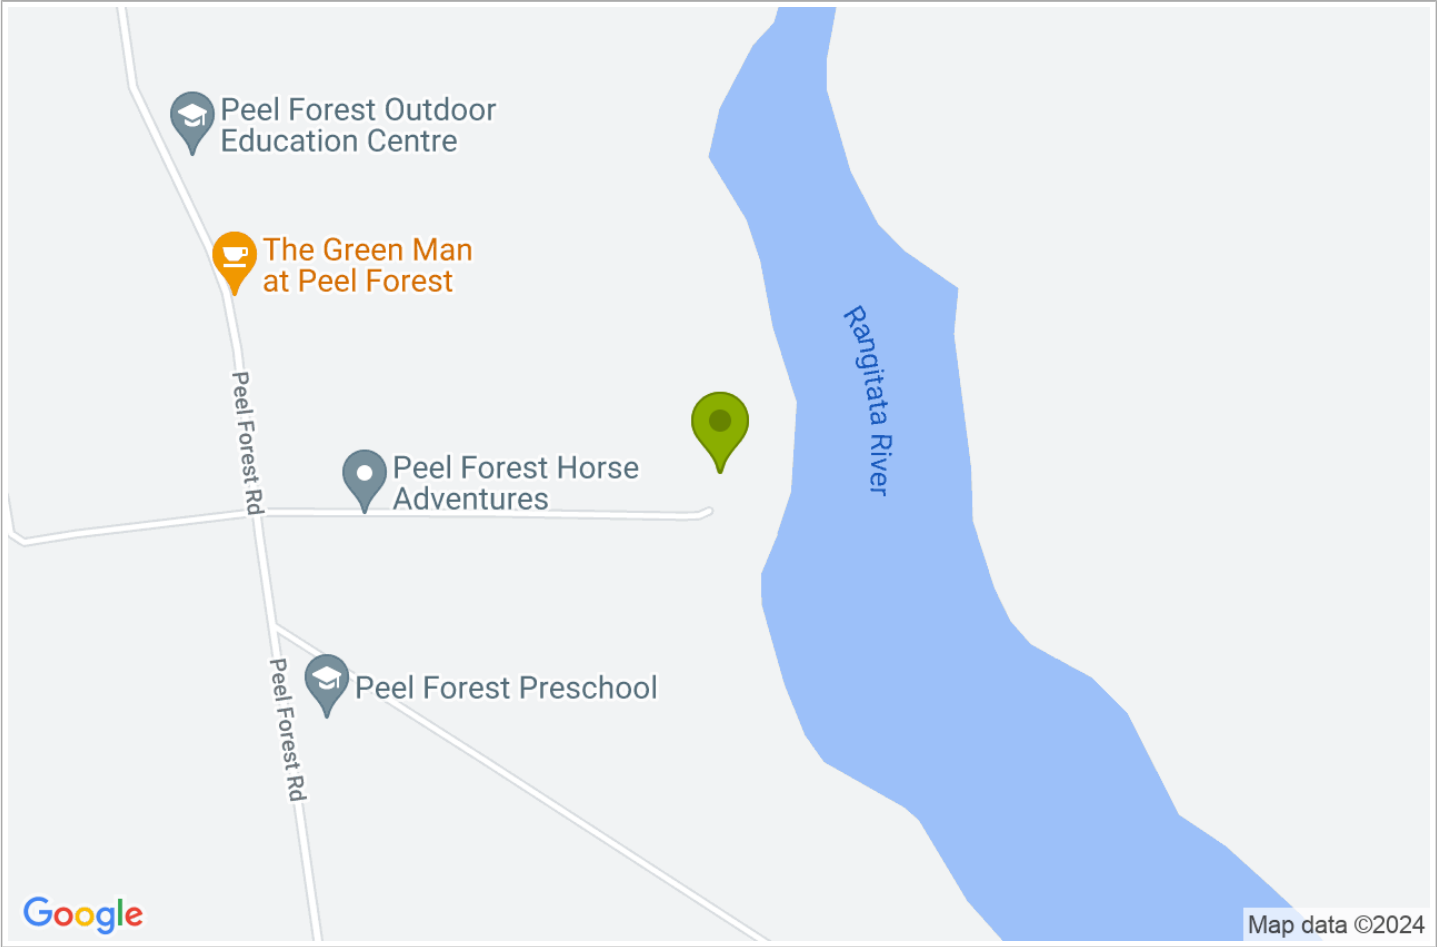 Peel Forest Outdoor
Education Centre
The Green Man
at Peel Forest
Rangitata River
Peel Forest Rd
Peel Forest Horse
Adventures
Peel Forest Preschool
Peel Forest Rd
Google
Map data ©2024